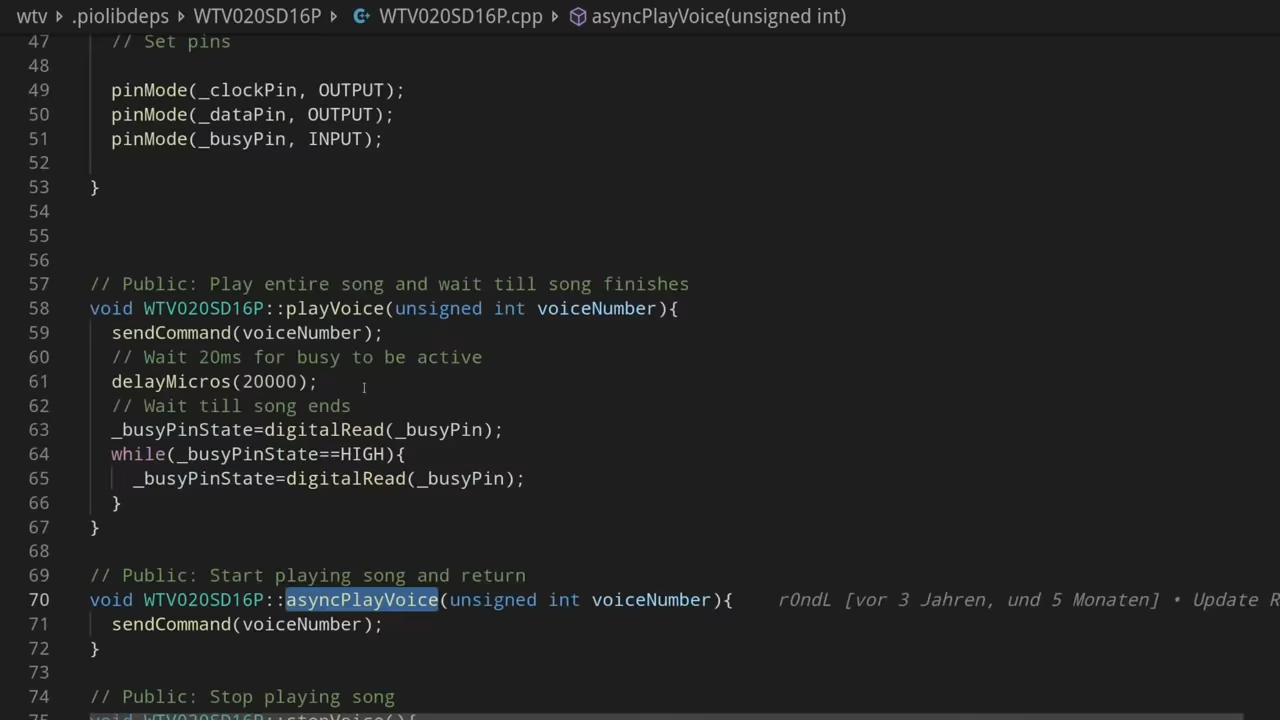 wtv › .piolibdeps › WTV020SD16P › WTV020SD16P.cpp › asyncPlayVoice(unsigned int)
47 // Set pins
48
49 pinMode(_clockPin, OUTPUT);
50 pinMode(_dataPin, OUTPUT);
51 pinMode(_busyPin, INPUT);
52
53 }
54
55
56
57 // Public: Play entire song and wait till song finishes
58 void WTV020SD16P::playVoice(unsigned int voiceNumber){
59 sendCommand(voiceNumber);
60 // Wait 20ms for busy to be active
61 delayMicros(20000);
62 // Wait till song ends
63 _busyPinState=digitalRead(_busyPin);
64 while(_busyPinState==HIGH){
65 _busyPinState=digitalRead(_busyPin);
66 }
67 }
68
69 // Public: Start playing song and return
70 void WTV020SD16P::asyncPlayVoice(unsigned int voiceNumber){ r0ndL [vor 3 Jahren, und 5 Monaten] • Update R
71 sendCommand(voiceNumber);
72 }
73
74 // Public: Stop playing song
75 void WTV020SD16P::stopVoice(){